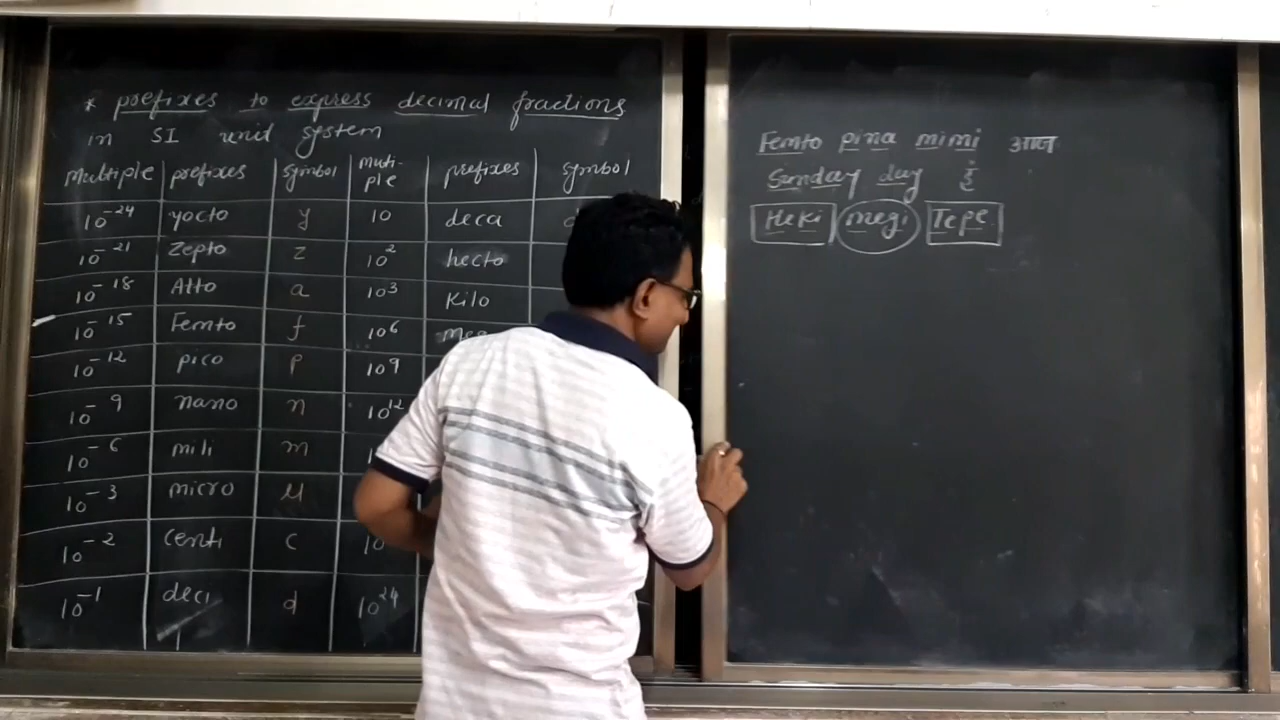 * prefixes to express decimal fractions
in SI unit system
Multiple prefixes symbol Multi-ple prefixes symbol
10⁻²⁴ yocto y 10 deca
10⁻²¹ Zepto z 10² hecto
10⁻¹⁸ Atto a 10³ Kilo
10⁻¹⁵ Femto f 10⁶
10⁻¹² pico p 10⁹
10⁻⁹ nano n 10¹²
10⁻⁶ mili m
10⁻³ micro μ
10⁻² centi c
10⁻¹ deci d 10²⁴
Femto pina mimi आज
Sunday day है
Heki megi Tepe